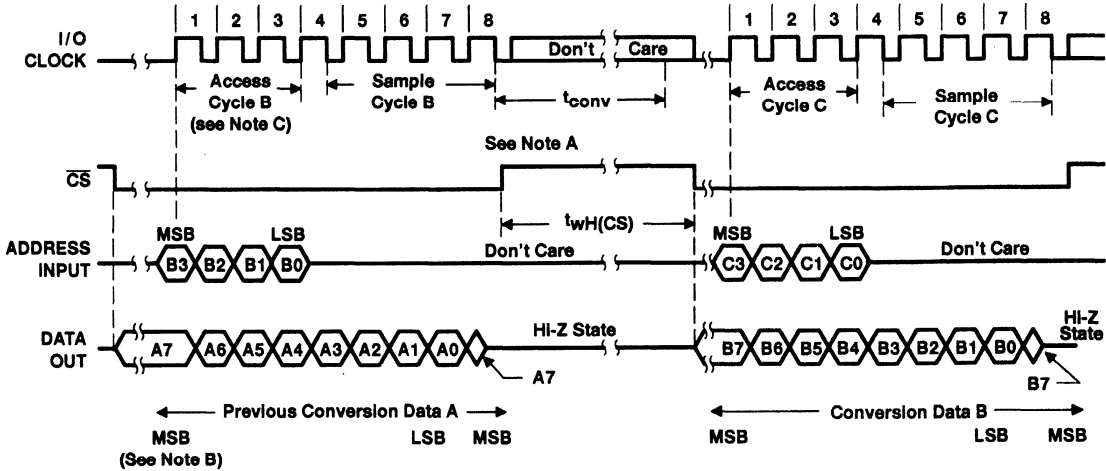 1 2 3 4 5 6 7 8 1 2 3 4 5 6 7 8
I/O
CLOCK
Don't Care
Access
Cycle B
(see Note C)
Sample
Cycle B
tconv
Access
Cycle C
Sample
Cycle C
See Note A
CS
twH(CS)
ADDRESS
INPUT
MSB LSB
B3 B2 B1 B0
Don't Care
MSB LSB
C3 C2 C1 C0
Don't Care
DATA
OUT
A7 A6 A5 A4 A3 A2 A1 A0
Hi-Z State
A7
B7 B6 B5 B4 B3 B2 B1 B0
Hi-Z
State
B7
Previous Conversion Data A
MSB LSB MSB
(See Note B)
Conversion Data B
MSB LSB MSB